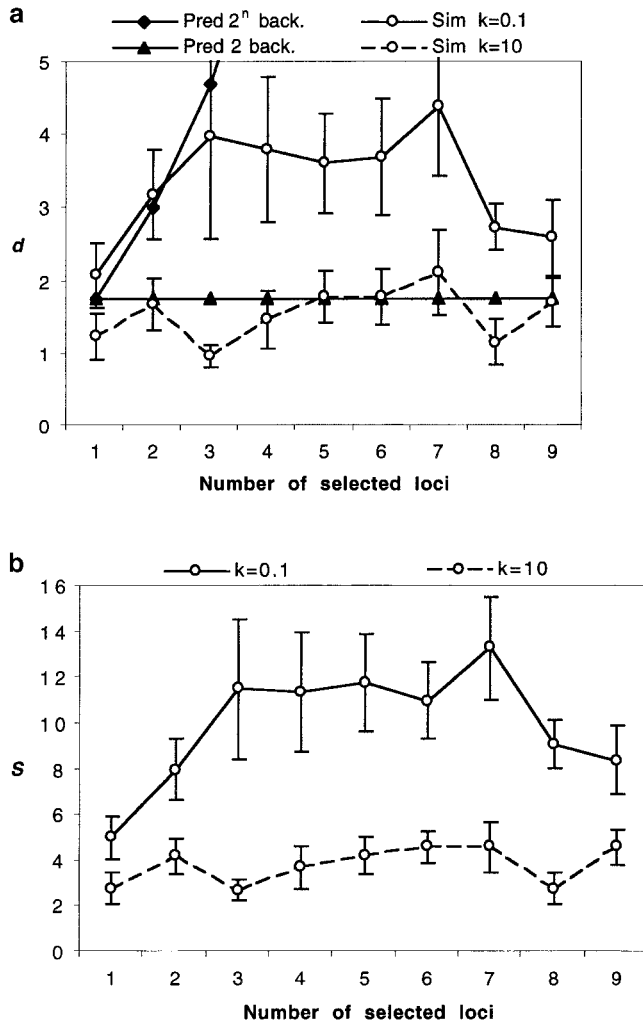 a
Pred 2ⁿ back. Sim k=0.1
Pred 2 back. Sim k=10
5
4
3
d
2
1
0
1 2 3 4 5 6 7 8 9
Number of selected loci
b
k=0.1 k=10
16
14
12
10
S
8
6
4
2
0
1 2 3 4 5 6 7 8 9
Number of selected loci